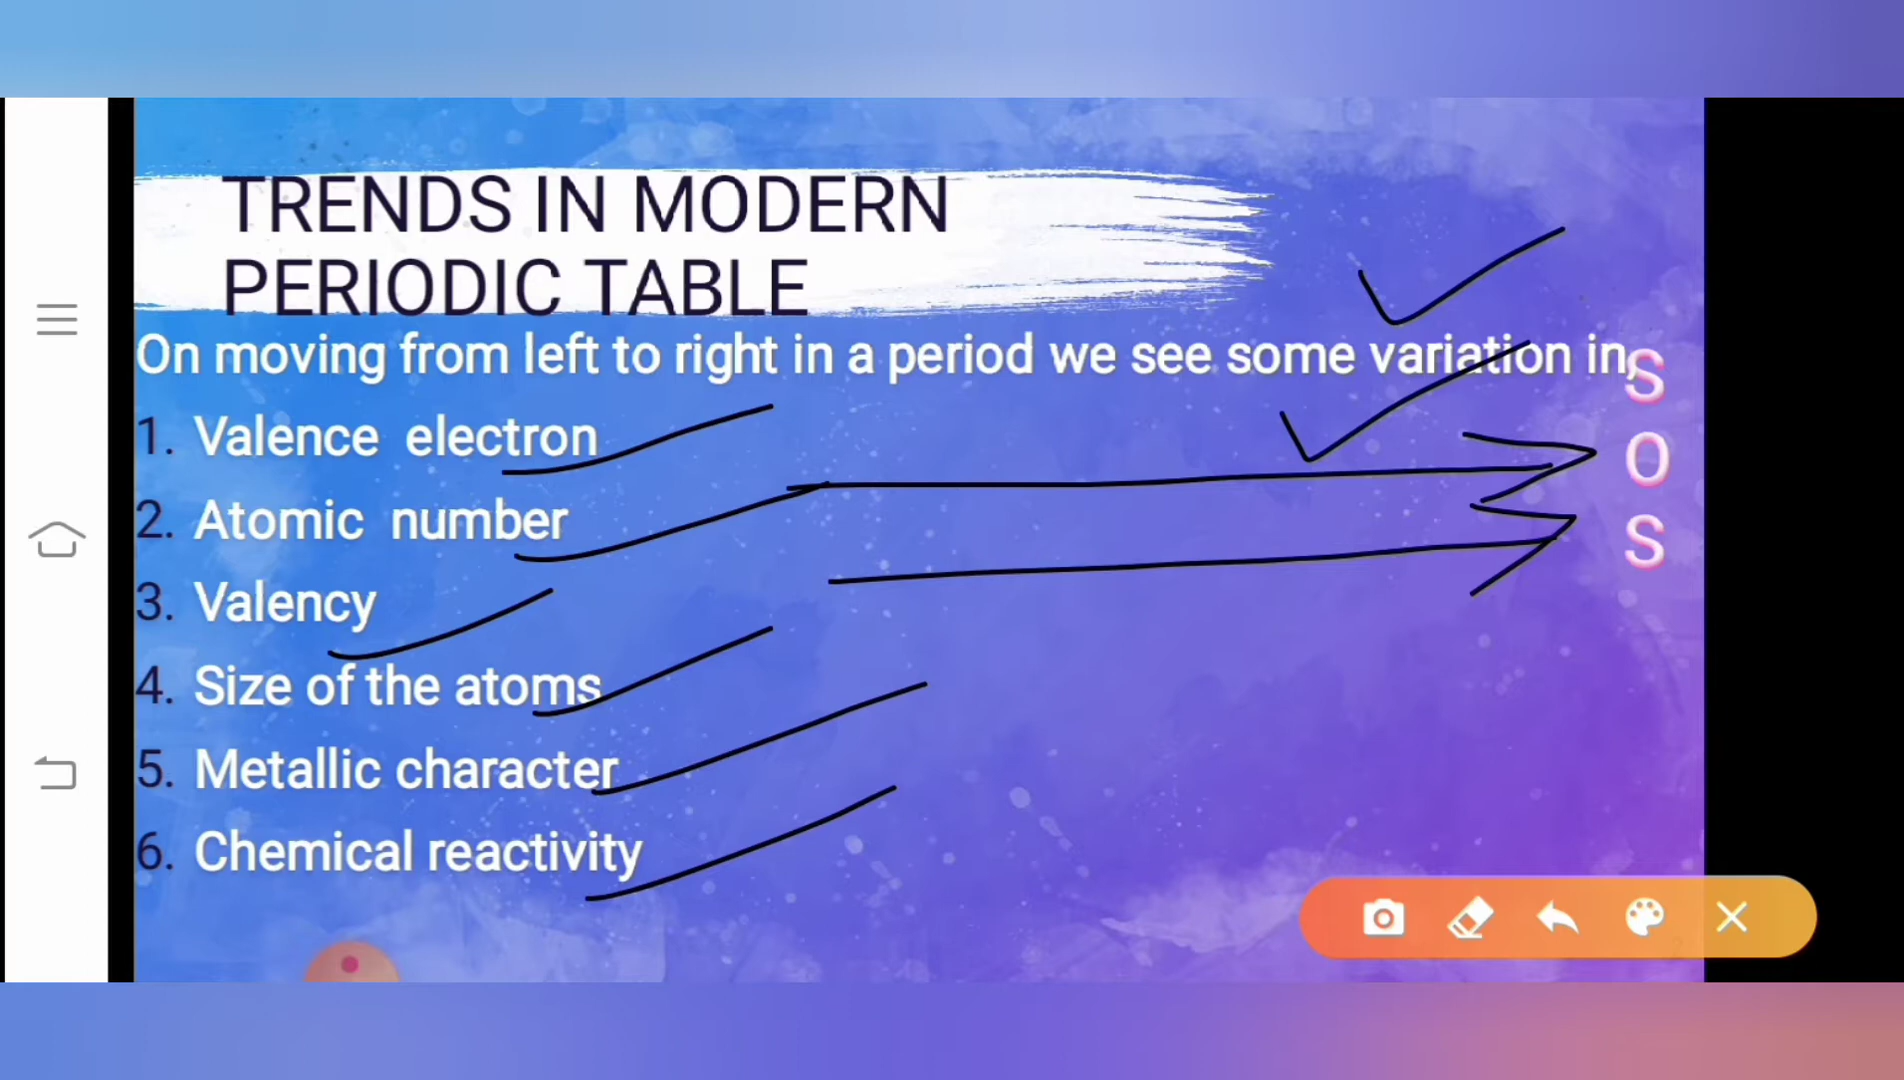 TRENDS IN MODERN
PERIODIC TABLE
On moving from left to right in a period we see some variation in,
1. Valence electron
2. Atomic number
3. Valency
4. Size of the atoms
5. Metallic character
6. Chemical reactivity
S
O
S